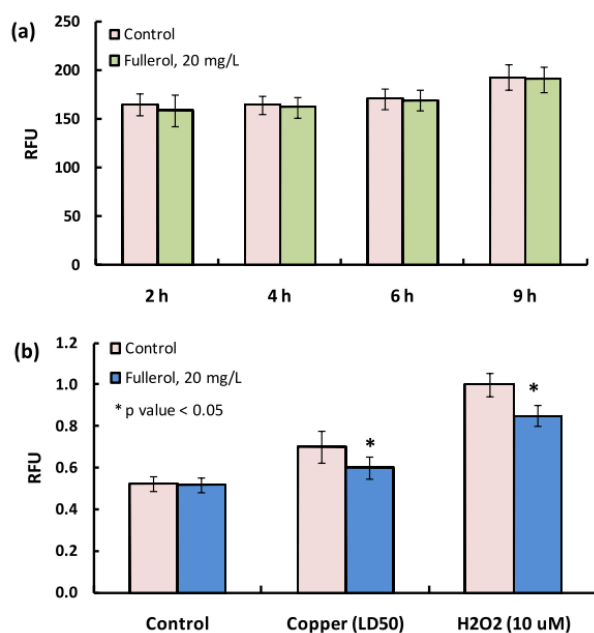 (a)
250
200
150
100
50
0
RFU
Control
Fullerol, 20 mg/L
2 h 4 h 6 h 9 h
(b)
1.2
1.0
0.8
0.6
0.4
0.2
0.0
RFU
Control
Fullerol, 20 mg/L
* p value < 0.05
*
*
Control Copper (LD50) H2O2 (10 uM)